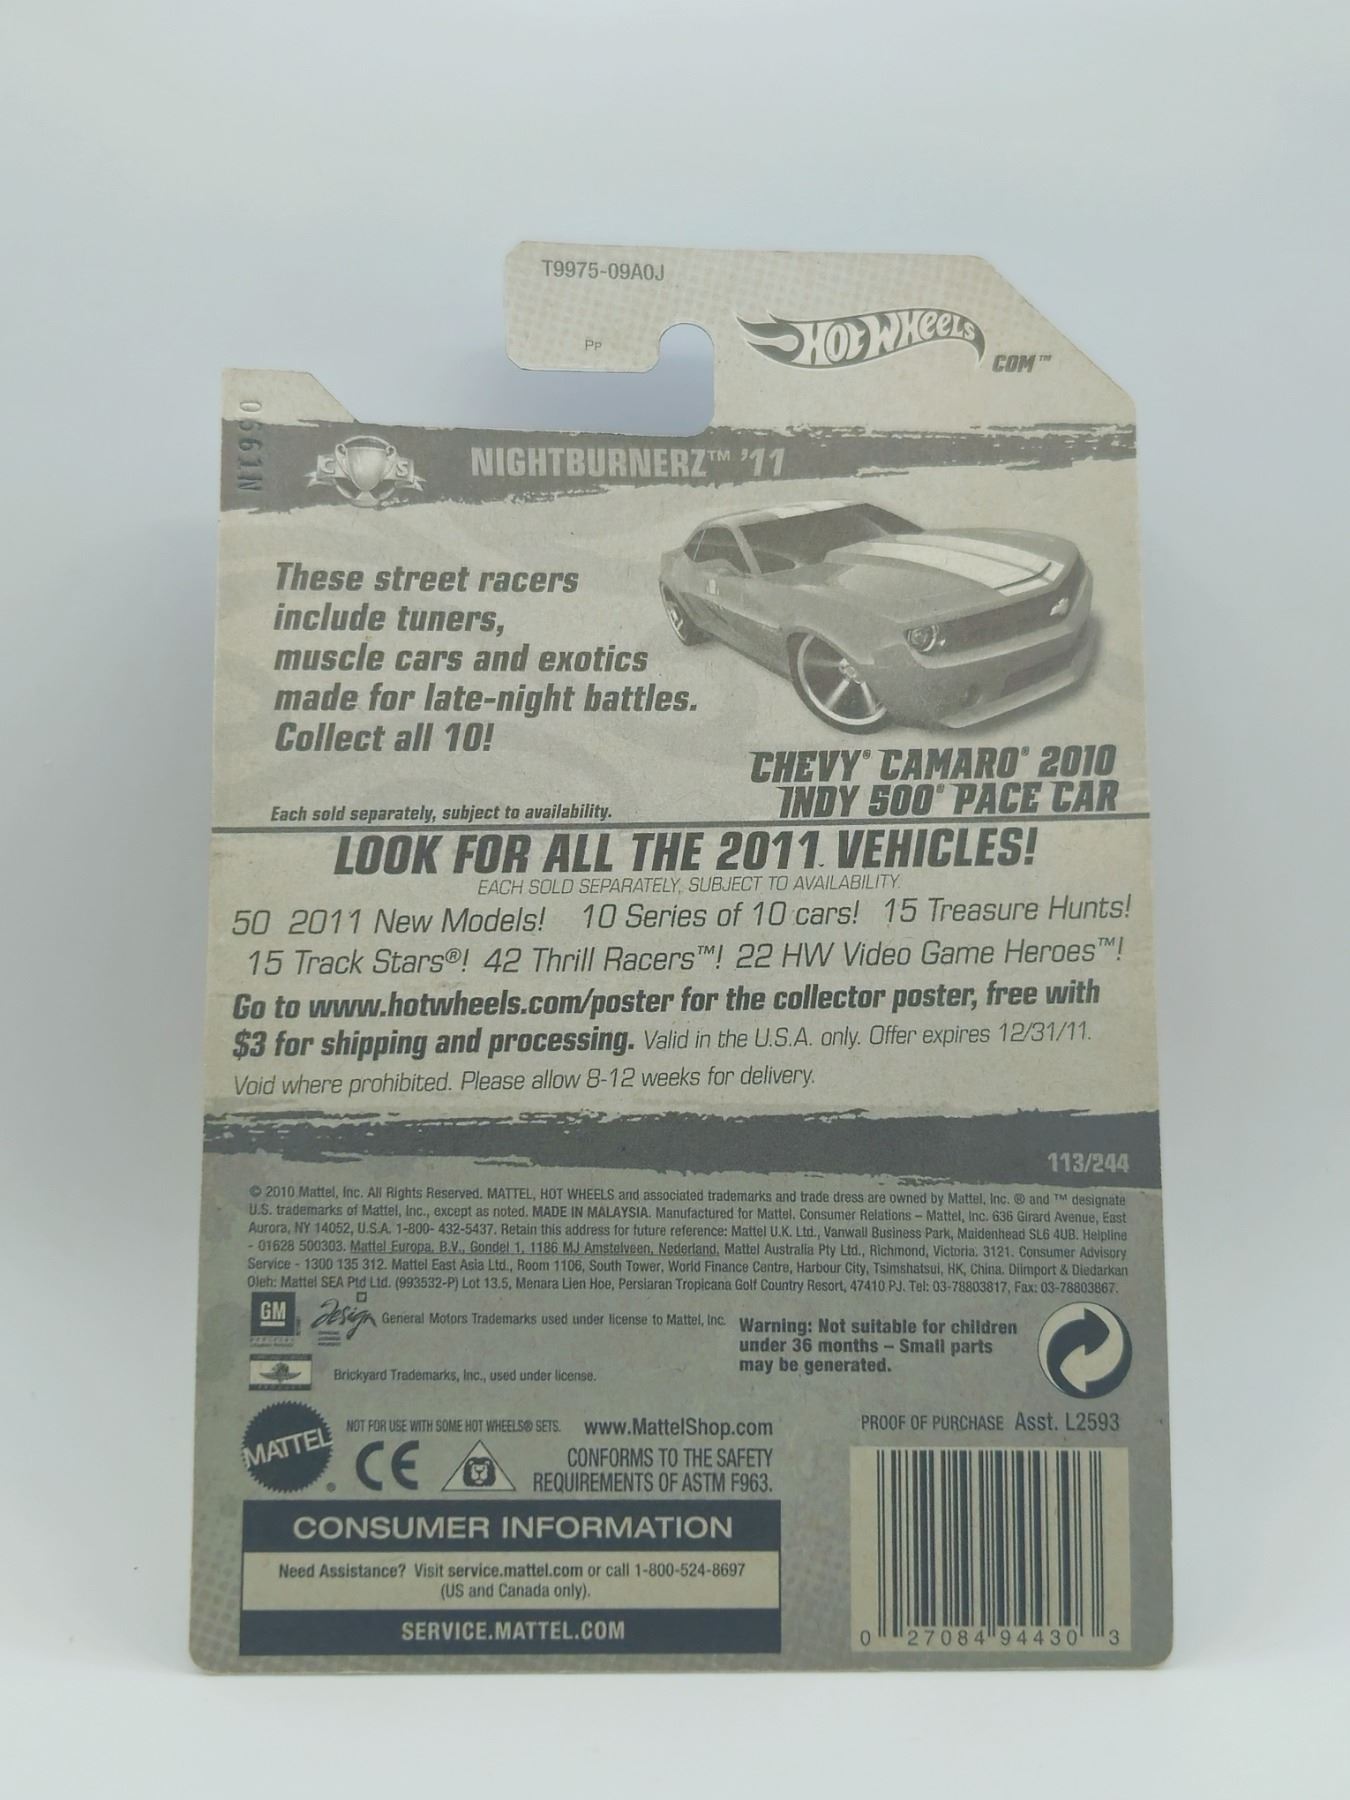 T9975-09A0J
Pp
HOT WHEELS
COM™
0661N
CS
NIGHTBURNERZ™ '11
These street racers
include tuners,
muscle cars and exotics
made for late-night battles.
Collect all 10!
CHEVY® CAMARO® 2010
INDY 500® PACE CAR
Each sold separately, subject to availability.
LOOK FOR ALL THE 2011 VEHICLES!
EACH SOLD SEPARATELY, SUBJECT TO AVAILABILITY.
50 2011 New Models! 10 Series of 10 cars! 15 Treasure Hunts!
15 Track Stars®! 42 Thrill Racers™! 22 HW Video Game Heroes™!
Go to www.hotwheels.com/poster for the collector poster, free with
$3 for shipping and processing. Valid in the U.S.A. only. Offer expires 12/31/11.
Void where prohibited. Please allow 8-12 weeks for delivery.
113/244
© 2010 Mattel, Inc. All Rights Reserved. MATTEL, HOT WHEELS and associated trademarks and trade dress are owned by Mattel, Inc. ® and ™ designate
U.S. trademarks of Mattel, Inc., except as noted. MADE IN MALAYSIA. Manufactured for Mattel. Consumer Relations – Mattel, Inc. 636 Girard Avenue, East
Aurora, NY 14052, U.S.A. 1-800- 432-5437. Retain this address for future reference: Mattel U.K. Ltd., Vanwall Business Park, Maidenhead SL6 4UB. Helpline
- 01628 500303. Mattel Europa, B.V., Gondel 1, 1186 MJ Amstelveen, Nederland. Mattel Australia Pty Ltd., Richmond, Victoria. 3121. Consumer Advisory
Service - 1300 135 312. Mattel East Asia Ltd., Room 1106, South Tower, World Finance Centre, Harbour City, Tsimshatsui, HK, China. Diimport & Diedarkan
Oleh: Mattel SEA Ptd Ltd. (993532-P) Lot 13.5, Menara Lien Hoe, Persiaran Tropicana Golf Country Resort, 47410 PJ. Tel: 03-78803817, Fax: 03-78803867.
GM
Design
General Motors Trademarks used under license to Mattel, Inc.
Warning: Not suitable for children
under 36 months – Small parts
may be generated.
Brickyard Trademarks, Inc., used under license.
MATTEL®
NOT FOR USE WITH SOME HOT WHEELS® SETS. www.MattelShop.com
CE
CONFORMS TO THE SAFETY
REQUIREMENTS OF ASTM F963.
PROOF OF PURCHASE Asst. L2593
0 27084 94430 3
CONSUMER INFORMATION
Need Assistance? Visit service.mattel.com or call 1-800-524-8697
(US and Canada only).
SERVICE.MATTEL.COM